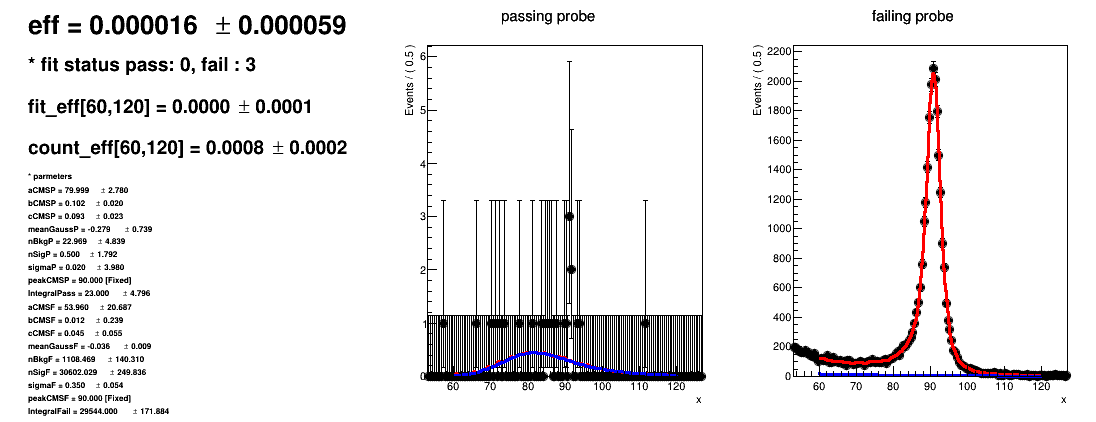 eff = 0.000016 ± 0.000059
* fit status pass: 0, fail : 3
fit_eff[60,120] = 0.0000 ± 0.0001
count_eff[60,120] = 0.0008 ± 0.0002
* parmeters
aCMSP = 79.999 ± 2.780
bCMSP = 0.102 ± 0.020
cCMSP = 0.093 ± 0.023
meanGaussP = -0.279 ± 0.739
nBkgP = 22.969 ± 4.839
nSigP = 0.500 ± 1.792
sigmaP = 0.020 ± 3.980
peakCMSP = 90.000 [Fixed]
IntegralPass = 23.000 ± 4.796
aCMSF = 53.960 ± 20.687
bCMSF = 0.012 ± 0.239
cCMSF = 0.045 ± 0.055
meanGaussF = -0.036 ± 0.009
nBkgF = 1108.469 ± 140.310
nSigF = 30602.029 ± 249.836
sigmaF = 0.350 ± 0.054
peakCMSF = 90.000 [Fixed]
IntegralFail = 29544.000 ± 171.884
passing probe
Events / ( 0.5 )
6
5
4
3
2
1
0
60 70 80 90 100 110 120
x
failing probe
Events / ( 0.5 )
2200
2000
1800
1600
1400
1200
1000
800
600
400
200
0
60 70 80 90 100 110 120
x